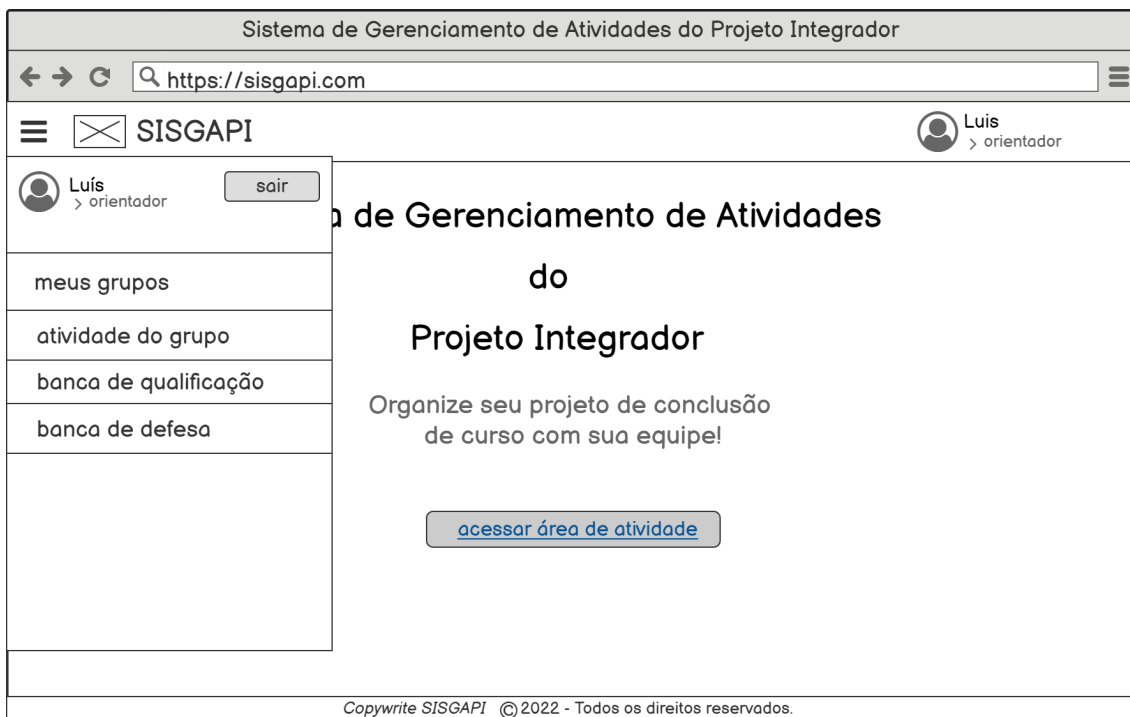 Sistema de Gerenciamento de Atividades do Projeto Integrador
https://sisgapi.com
SISGAPI
Luis
> orientador
Luís
> orientador
sair
meus grupos
atividade do grupo
banca de qualificação
banca de defesa
de Gerenciamento de Atividades
do
Projeto Integrador
Organize seu projeto de conclusão
de curso com sua equipe!
acessar área de atividade
Copywrite SISGAPI © 2022 - Todos os direitos reservados.